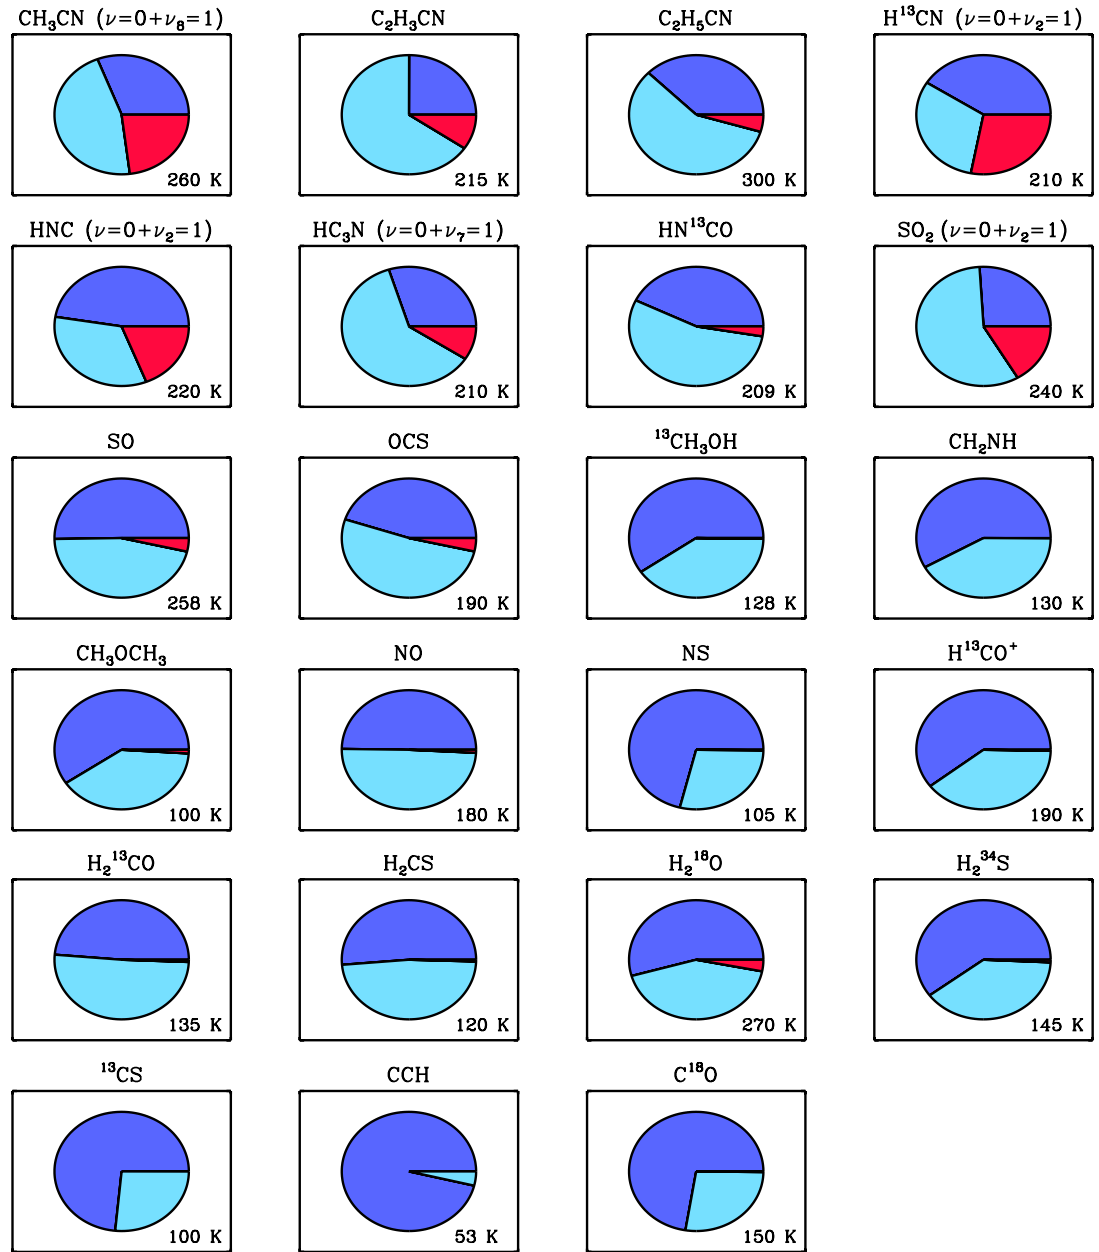 CH₃CN (ν=0+ν₈=1)
C₂H₃CN
C₂H₅CN
H¹³CN (ν=0+ν₂=1)
260 K
215 K
300 K
210 K
HNC (ν=0+ν₂=1)
HC₃N (ν=0+ν₇=1)
HN¹³CO
SO₂ (ν=0+ν₂=1)
220 K
210 K
209 K
240 K
SO
OCS
¹³CH₃OH
CH₂NH
258 K
190 K
128 K
130 K
CH₃OCH₃
NO
NS
H¹³CO⁺
100 K
180 K
105 K
190 K
H₂¹³CO
H₂CS
H₂¹⁸O
H₂³⁴S
135 K
120 K
270 K
145 K
¹³CS
CCH
C¹⁸O
100 K
53 K
150 K